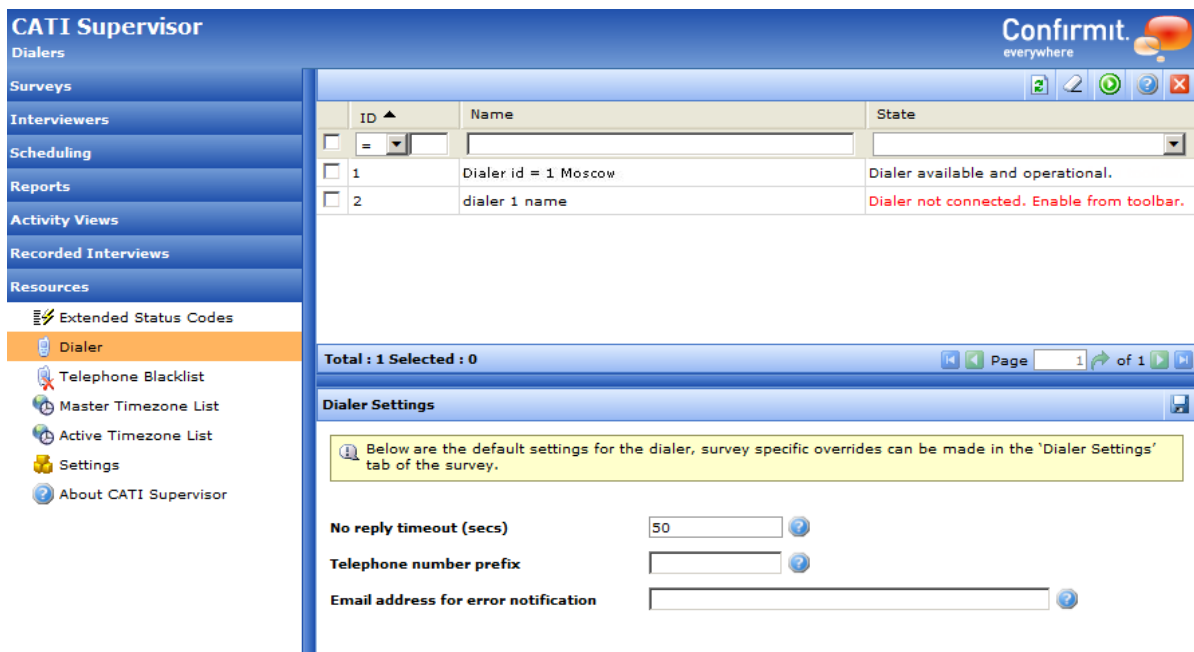 CATI Supervisor
Dialers
Confirmit.
everywhere
Surveys
Interviewers
Scheduling
Reports
Activity Views
Recorded Interviews
Resources
Extended Status Codes
Dialer
Telephone Blacklist
Master Timezone List
Active Timezone List
Settings
About CATI Supervisor
ID Name State
=
1 Dialer id = 1 Moscow Dialer available and operational.
2 dialer 1 name Dialer not connected. Enable from toolbar.
Total : 1 Selected : 0 Page 1 of 1
Dialer Settings
Below are the default settings for the dialer, survey specific overrides can be made in the 'Dialer Settings'
tab of the survey.
No reply timeout (secs) 50
Telephone number prefix
Email address for error notification